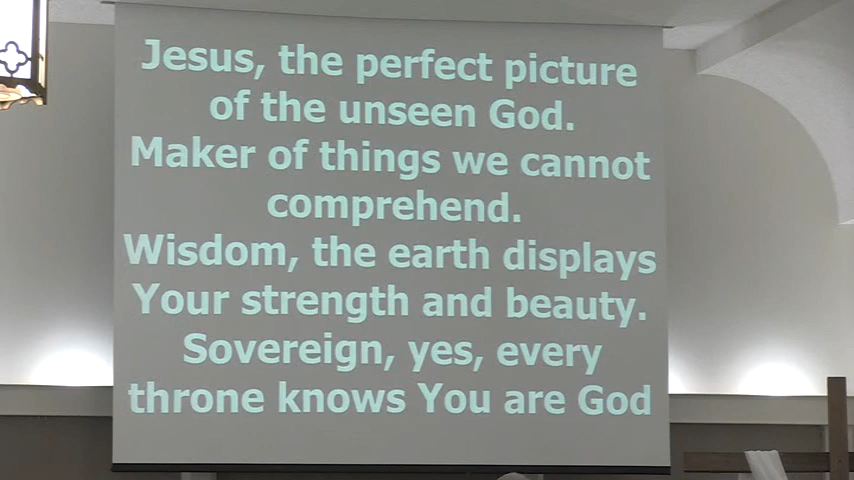 Jesus, the perfect picture
of the unseen God.
Maker of things we cannot
comprehend.
Wisdom, the earth displays
Your strength and beauty.
Sovereign, yes, every
throne knows You are God